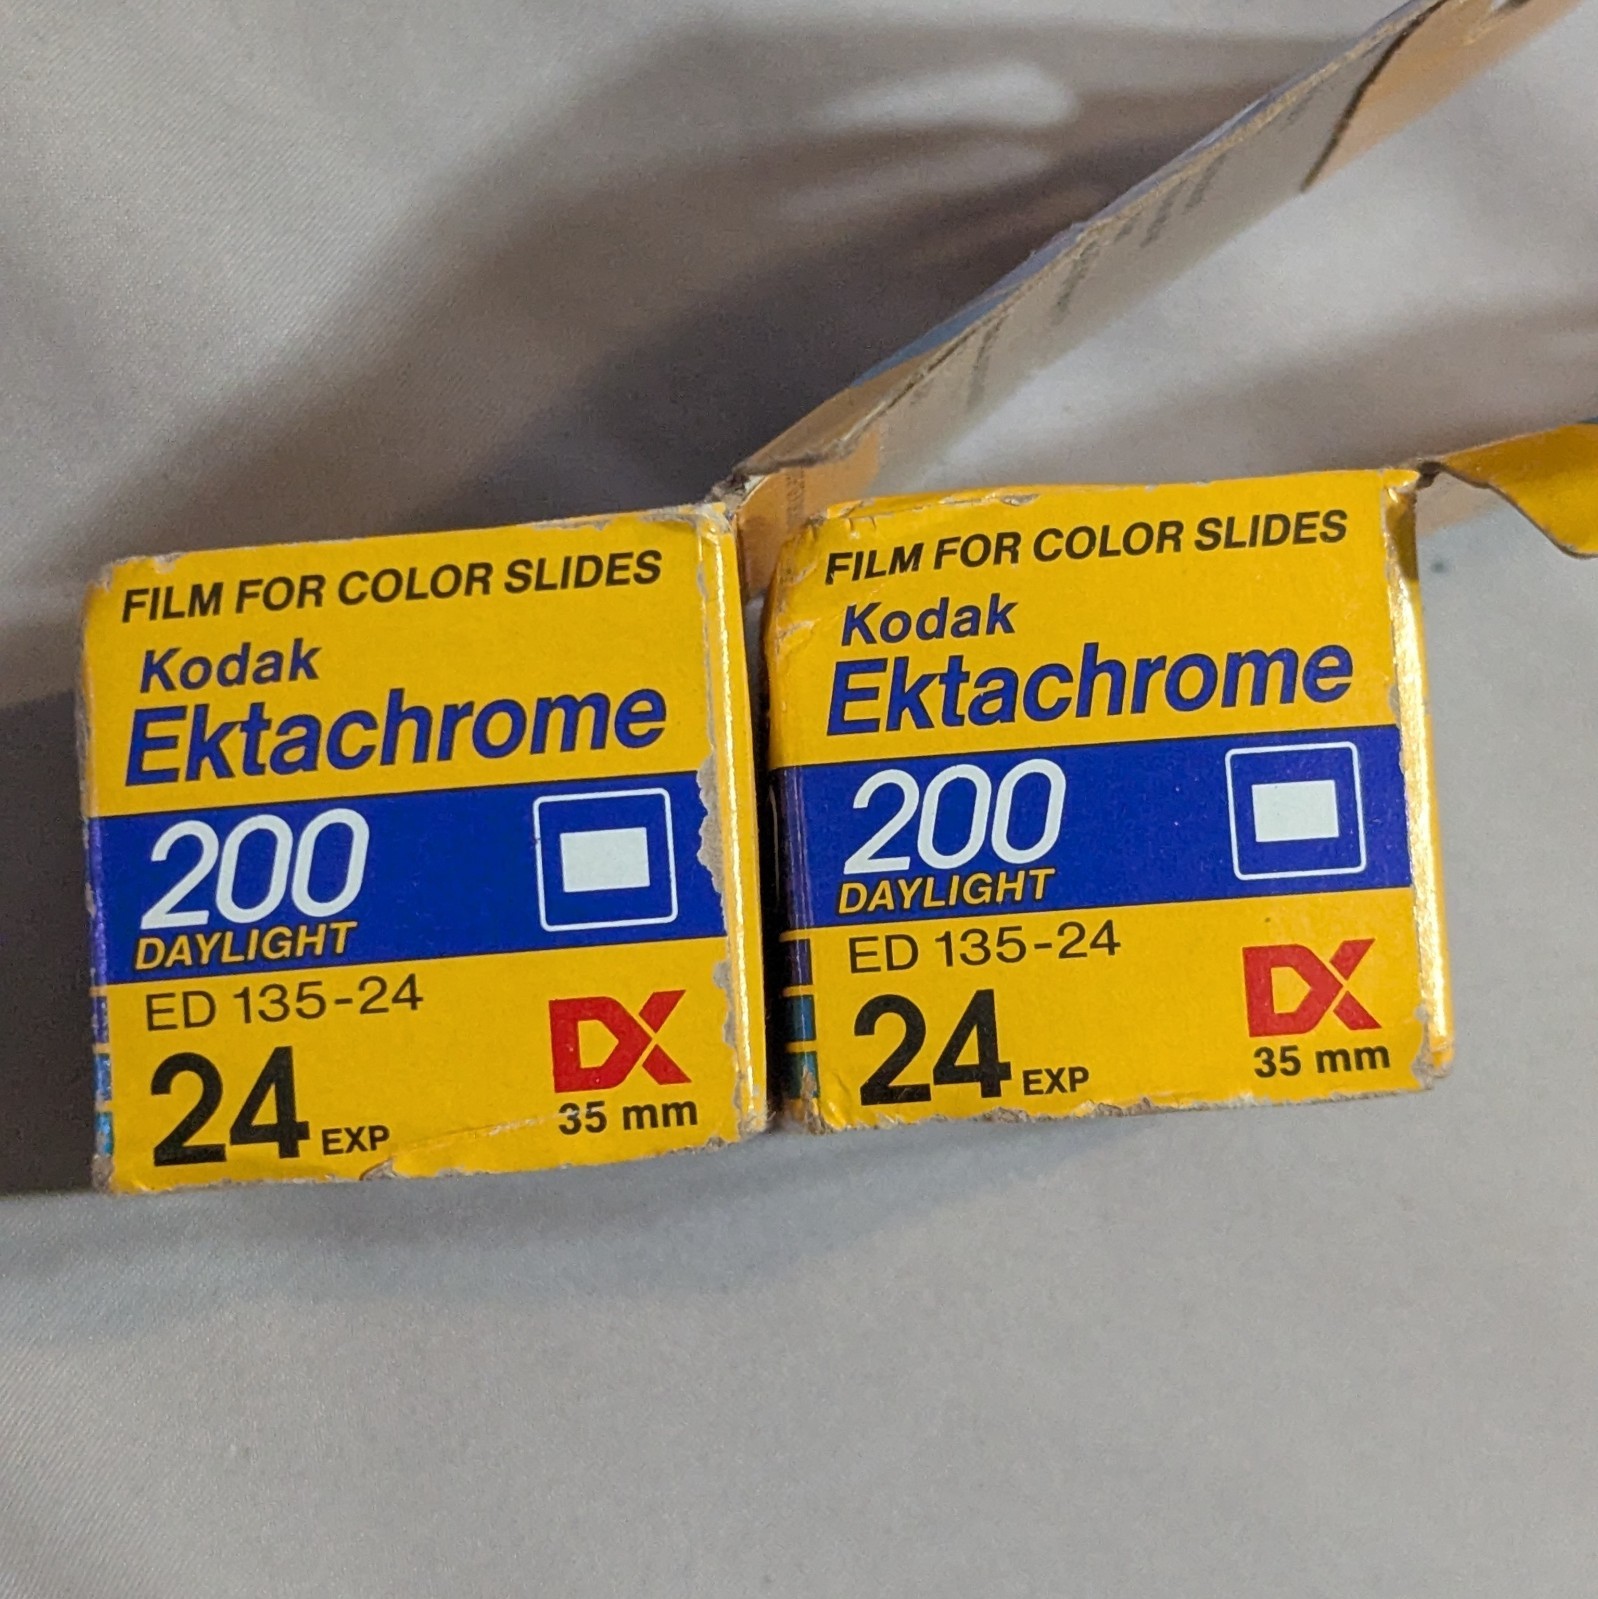 FILM FOR COLOR SLIDES
Kodak
Ektachrome
200
DAYLIGHT
ED 135-24
24 EXP
DX
35 mm
FILM FOR COLOR SLIDES
Kodak
Ektachrome
200
DAYLIGHT
ED 135-24
24 EXP
DX
35 mm